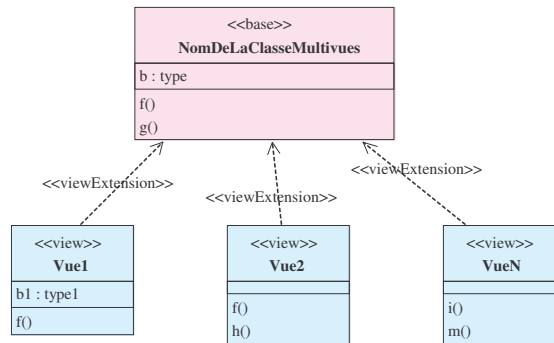 <<base>>
NomDeLaClasseMultivues
b : type
f()
g()
<<viewExtension>>
<<viewExtension>>
<<viewExtension>>
<<view>>
Vue1
b1 : type1
f()
<<view>>
Vue2
f()
h()
<<view>>
VueN
i()
m()